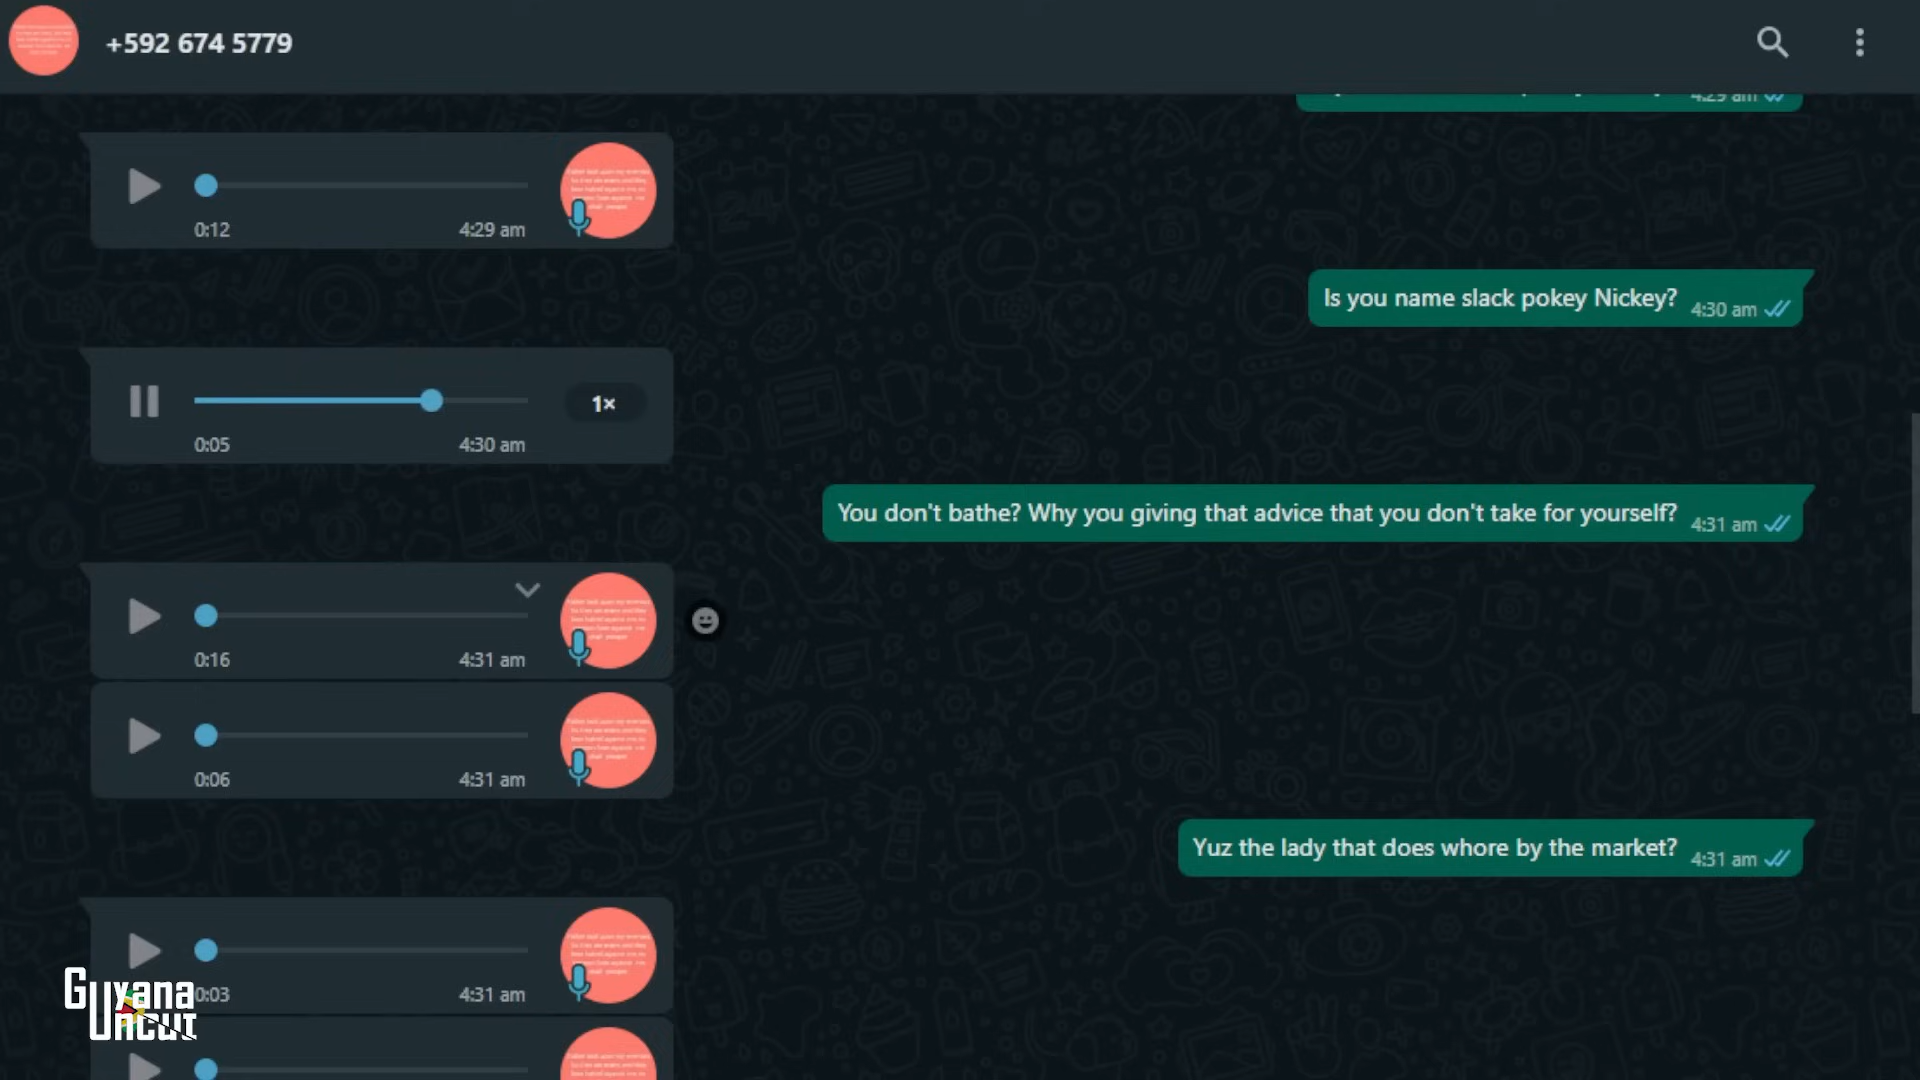 +592 674 5779
4:29 am
0:12 4:29 am
Is you name slack pokey Nickey? 4:30 am
1×
0:05 4:30 am
You don't bathe? Why you giving that advice that you don't take for yourself? 4:31 am
0:16 4:31 am
0:06 4:31 am
Yuz the lady that does whore by the market? 4:31 am
0:03 4:31 am
Guyana
Uncut